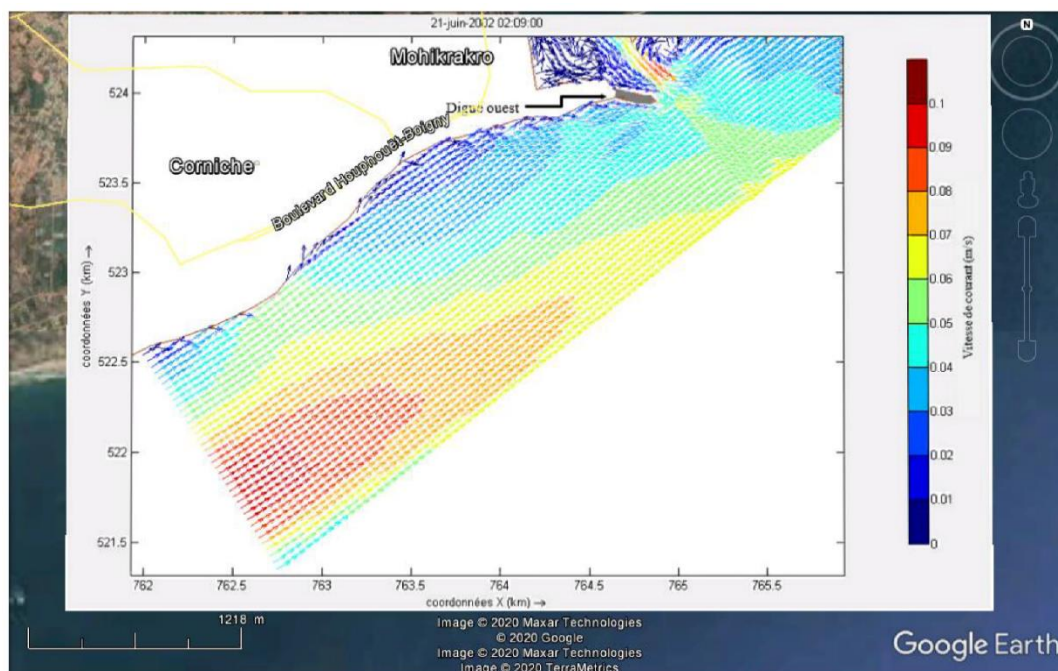 21-juin-2002 02:09:00
N
Mohikrakro
Digue ouest
Boulevard Houphouët-Boigny
Corniche
524
523.5
523
522.5
522
521.5
coordonnées Y (km) →
762
762.5
763
763.5
764
764.5
765
765.5
coordonnées X (km) →
0.1
0.09
0.08
0.07
0.06
0.05
0.04
0.03
0.02
0.01
0
Vitesse de courant (m/s)
1218 m
Image © 2020 Maxar Technologies
© 2020 Google
Image © 2020 Maxar Technologies
Image © 2020 TerraMetrics
Google Earth